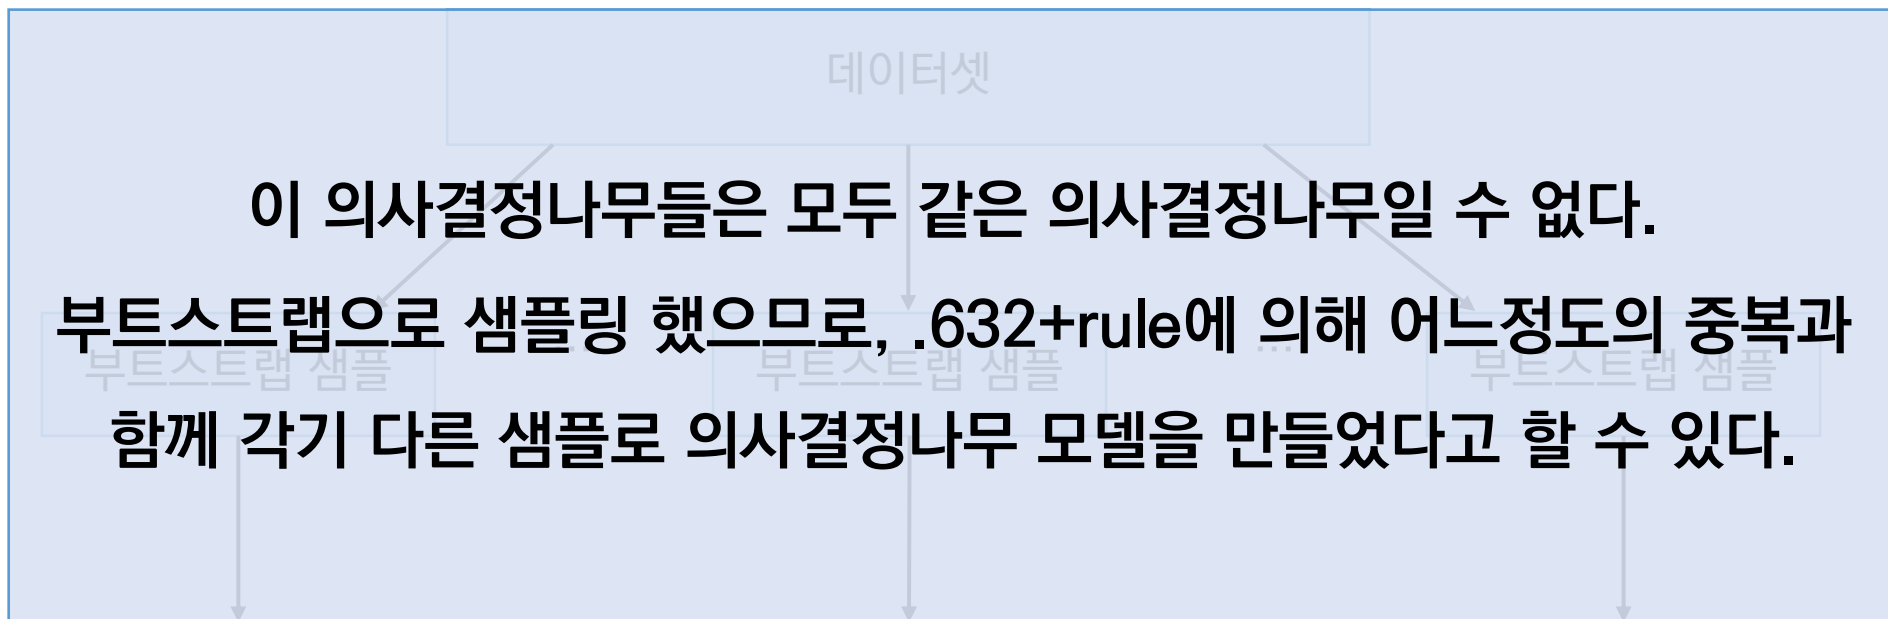 데이터셋
이 의사결정나무들은 모두 같은 의사결정나무일 수 없다.
부트스트랩으로 샘플링 했으므로, .632+rule에 의해 어느정도의 중복과
부트스트랩 샘플 ... 부트스트랩 샘플 ... 부트스트랩 샘플
함께 각기 다른 샘플로 의사결정나무 모델을 만들었다고 할 수 있다.